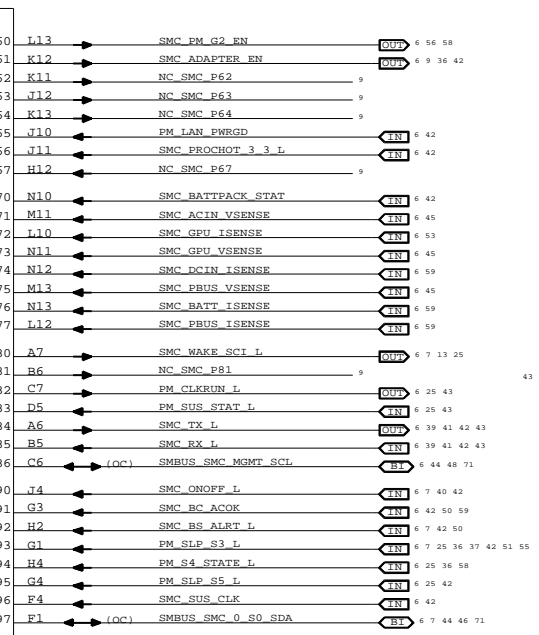 60 L13 SMC_PM_G2_EN OUT 6 56 58
61 K12 SMC_ADAPTER_EN OUT 6 9 36 42
62 K11 NC_SMC_P62 9
63 J12 NC_SMC_P63 9
64 K13 NC_SMC_P64 9
65 J10 PM_LAN_PWRGD IN 6 42
66 J11 SMC_PROCHOT_3_3_L IN 6 42
67 H12 NC_SMC_P67 9
70 N10 SMC_BATTPACK_STAT IN 6 42
71 M11 SMC_ACIN_VSENSE IN 6 45
72 L10 SMC_GPU_ISENSE IN 6 53
73 N11 SMC_GPU_VSENSE IN 6 45
74 N12 SMC_DCIN_ISENSE IN 6 59
75 M13 SMC_PBUS_VSENSE IN 6 45
76 N13 SMC_BATT_ISENSE IN 6 59
77 L12 SMC_PBUS_ISENSE IN 6 59
80 A7 SMC_WAKE_SCI_L OUT 6 7 13 25
81 B6 NC_SMC_P81 9
43
82 C7 PM_CLKRUN_L OUT 6 25 43
83 D5 PM_SUS_STAT_L IN 6 25 43
84 A6 SMC_TX_L OUT 6 39 41 42 43
85 B5 SMC_RX_L IN 6 39 41 42 43
86 C6 (OC) SMBUS_SMC_MGMT_SCL BI 6 44 48 71
90 J4 SMC_ONOFF_L IN 6 7 40 42
91 G3 SMC_BC_ACOK IN 6 42 50 59
92 H2 SMC_BS_ALRT_L IN 6 7 42 50
93 G1 PM_SLP_S3_L IN 6 7 25 36 37 42 51 55
94 H4 PM_S4_STATE_L IN 6 25 36 58
95 G4 PM_SLP_S5_L IN 6 25 42
96 F4 SMC_SUS_CLK IN 6 42
97 F1 (OC) SMBUS_SMC_0_S0_SDA BI 6 7 44 46 71